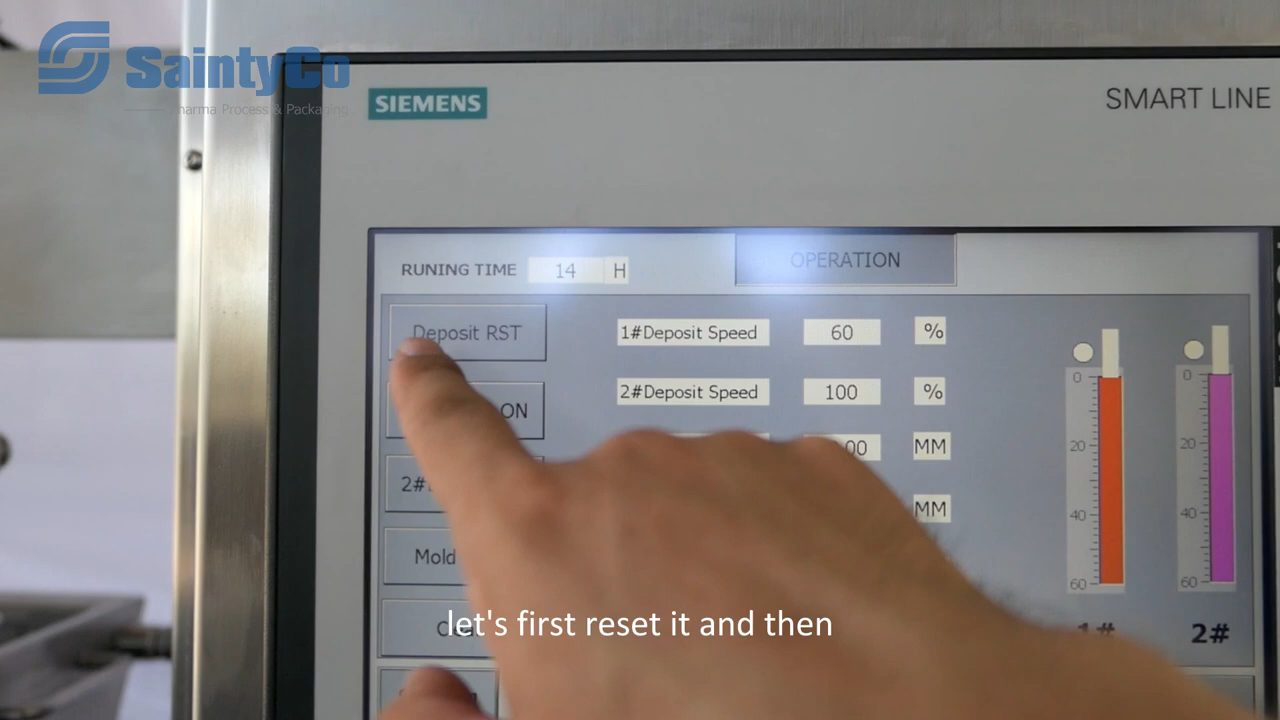 SaintyCo
Pharma Process & Packaging
SIEMENS
SMART LINE
RUNING TIME 14 H
OPERATION
Deposit RST
1#Deposit Speed 60 %
2#Deposit Speed 100 %
ON
MM
2#
MM
Mold
0 20 40 60
0 20 40 60
let's first reset it and then
1# 2#